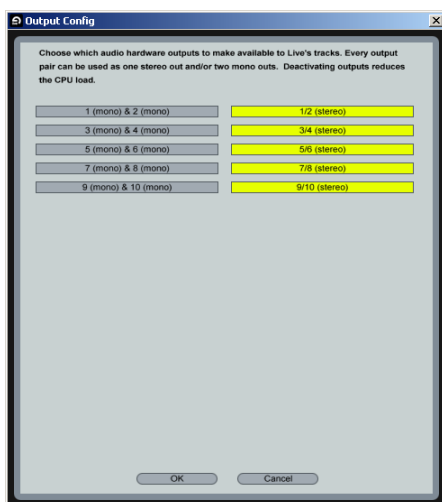 Output Config
Choose which audio hardware outputs to make available to Live's tracks. Every output
pair can be used as one stereo out and/or two mono outs. Deactivating outputs reduces
the CPU load.
1 (mono) & 2 (mono) 1/2 (stereo)
3 (mono) & 4 (mono) 3/4 (stereo)
5 (mono) & 6 (mono) 5/6 (stereo)
7 (mono) & 8 (mono) 7/8 (stereo)
9 (mono) & 10 (mono) 9/10 (stereo)
OK Cancel